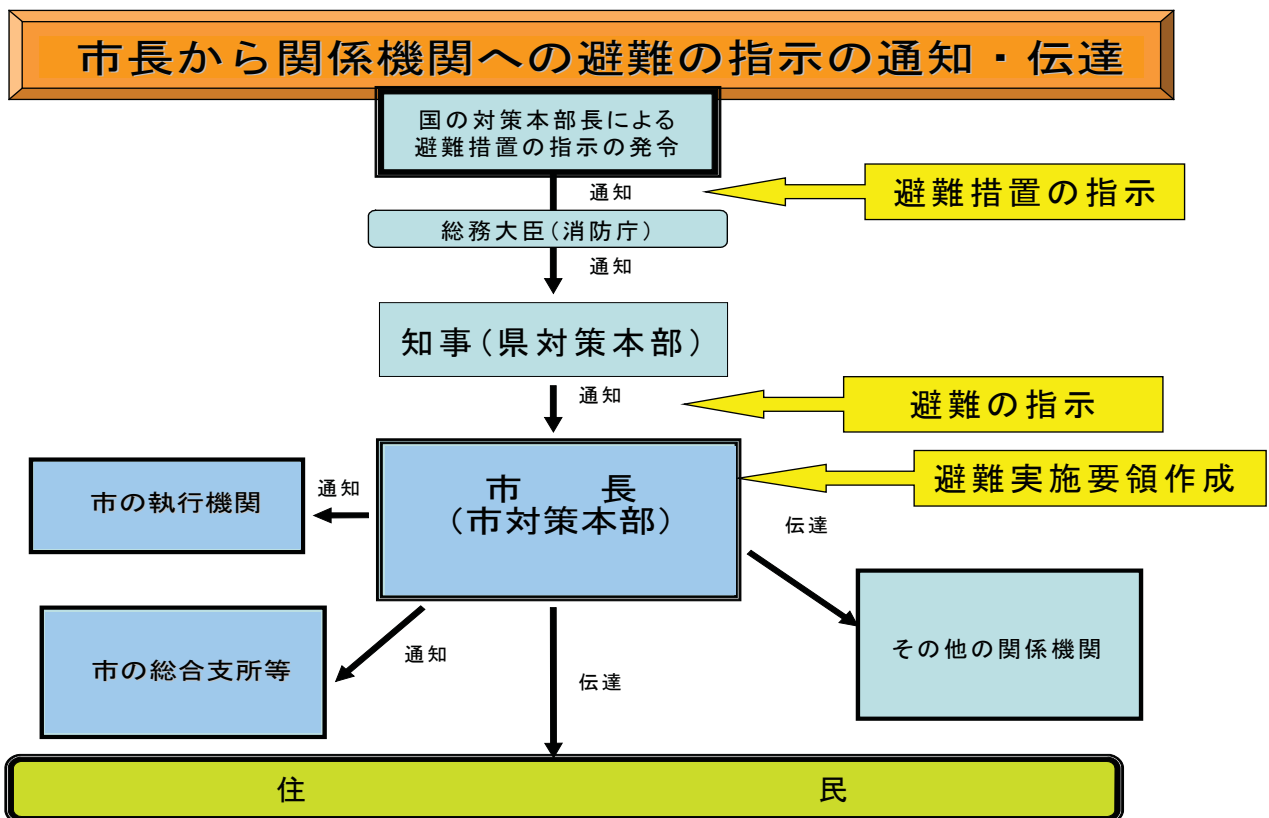 市長から関係機関への避難の指示の通知・伝達
国の対策本部長による
避難措置の指示の発令
通知
避難措置の指示
総務大臣(消防庁)
通知
知事(県対策本部)
通知
避難の指示
市　　長
(市対策本部)
避難実施要領作成
市の執行機関
通知
伝達
その他の関係機関
市の総合支所等
通知
伝達
住　　民